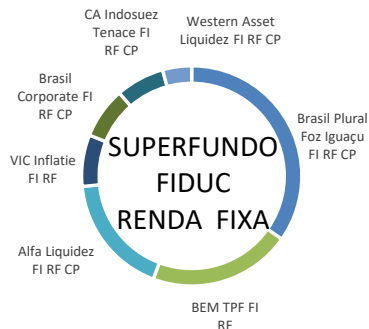 CA Indosuez
Tenace FI
RF CP
Western Asset
Liquidez FI RF CP
Brasil
Corporate FI
RF CP
Brasil Plural
Foz Iguaçu
FI RF CP
SUPERFUNDO
FIDUC
RENDA FIXA
VIC Inflatie
FI RF
Alfa Liquidez
FI RF CP
BEM TPF FI
RF